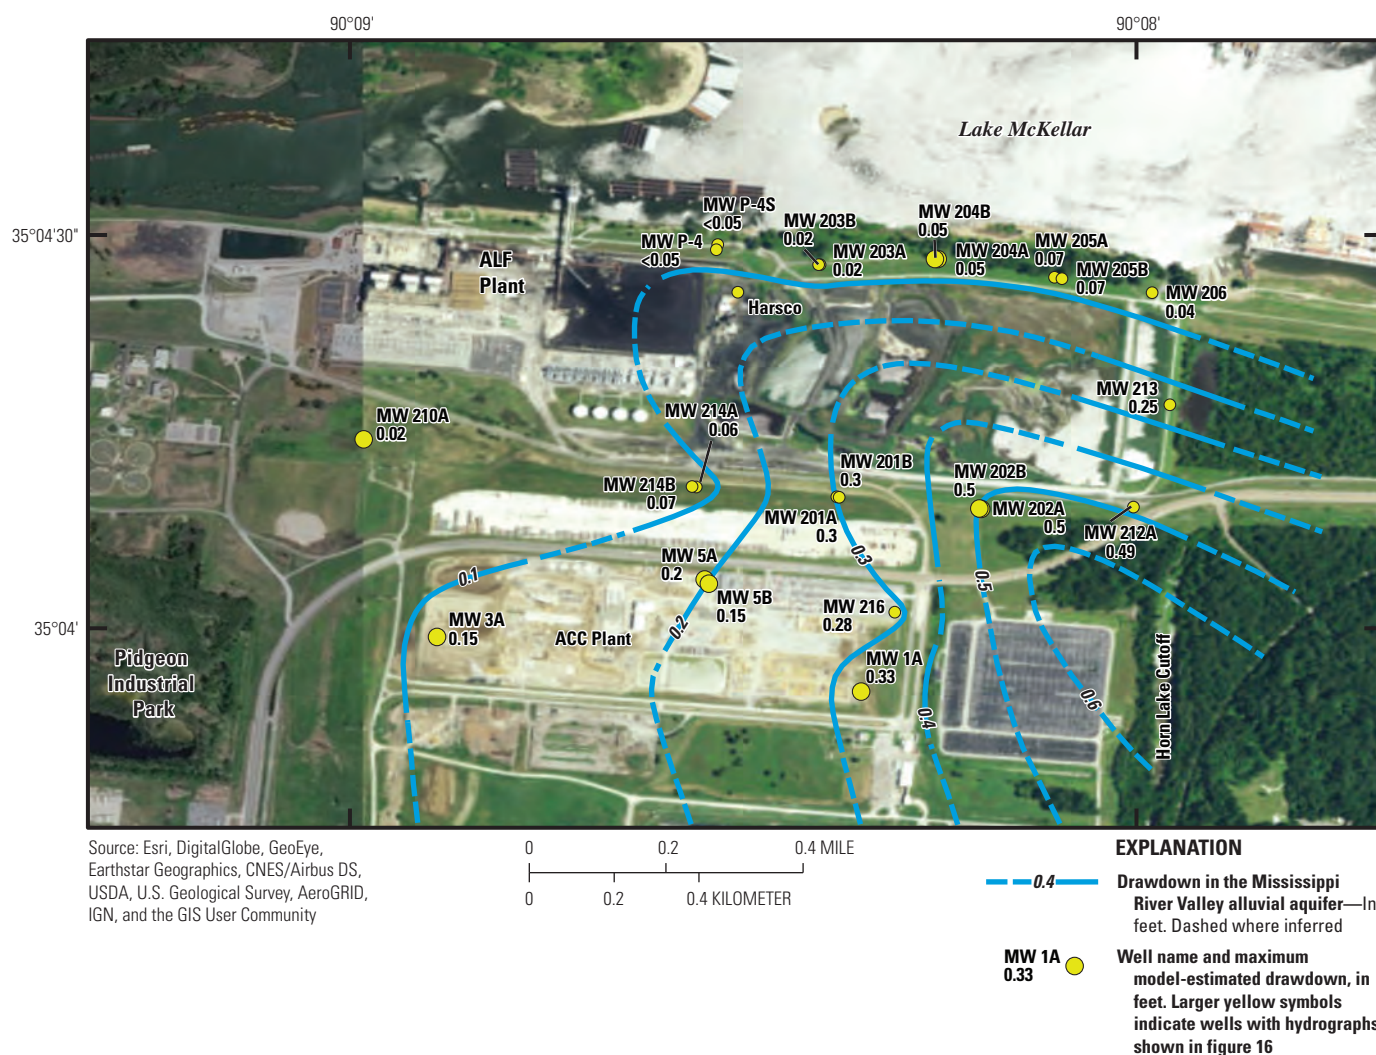 90°09'
90°08'
Lake McKellar
35°04'30"
MW P-4S
<0.05
MW P-4
<0.05
MW 203B
0.02
MW 203A
0.02
MW 204B
0.05
MW 204A
0.05
MW 205A
0.07
MW 205B
0.07
MW 206
0.04
ALF
Plant
Harsco
MW 213
0.25
MW 210A
0.02
MW 214A
0.06
MW 214B
0.07
MW 201B
0.3
MW 201A
0.3
MW 202B
0.5
MW 202A
0.5
MW 212A
0.49
0.1
MW 5A
0.2
MW 5B
0.15
0.3
0.5
MW 216
0.28
35°04'
MW 3A
0.15
ACC Plant
0.2
MW 1A
0.33
0.4
0.6
Horn Lake Cutoff
Pidgeon
Industrial
Park
Source: Esri, DigitalGlobe, GeoEye,
Earthstar Geographics, CNES/Airbus DS,
USDA, U.S. Geological Survey, AeroGRID,
IGN, and the GIS User Community
0 0.2 0.4 MILE
0 0.2 0.4 KILOMETER
EXPLANATION
0.4
Drawdown in the Mississippi
River Valley alluvial aquifer—In
feet. Dashed where inferred
MW 1A
0.33
Well name and maximum
model-estimated drawdown, in
feet. Larger yellow symbols
indicate wells with hydrographs
shown in figure 16